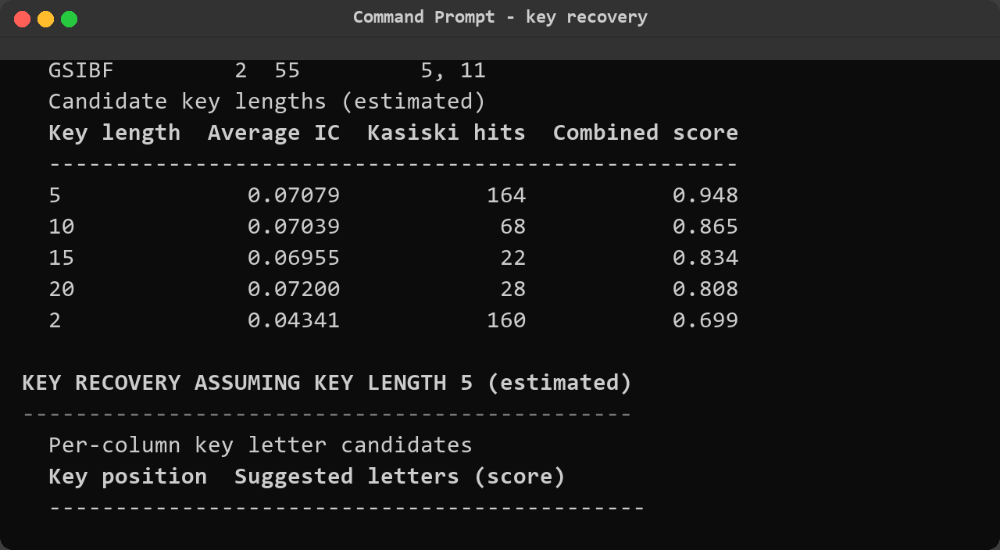 Command Prompt - key recovery
GSIBF         2  55         5, 11
Candidate key lengths (estimated)
Key length  Average IC  Kasiski hits  Combined score
----------------------------------------------------
5              0.07079           164           0.948
10             0.07039            68           0.865
15             0.06955            22           0.834
20             0.07200            28           0.808
2              0.04341           160           0.699
KEY RECOVERY ASSUMING KEY LENGTH 5 (estimated)
----------------------------------------------
Per-column key letter candidates
Key position  Suggested letters (score)
---------------------------------------------